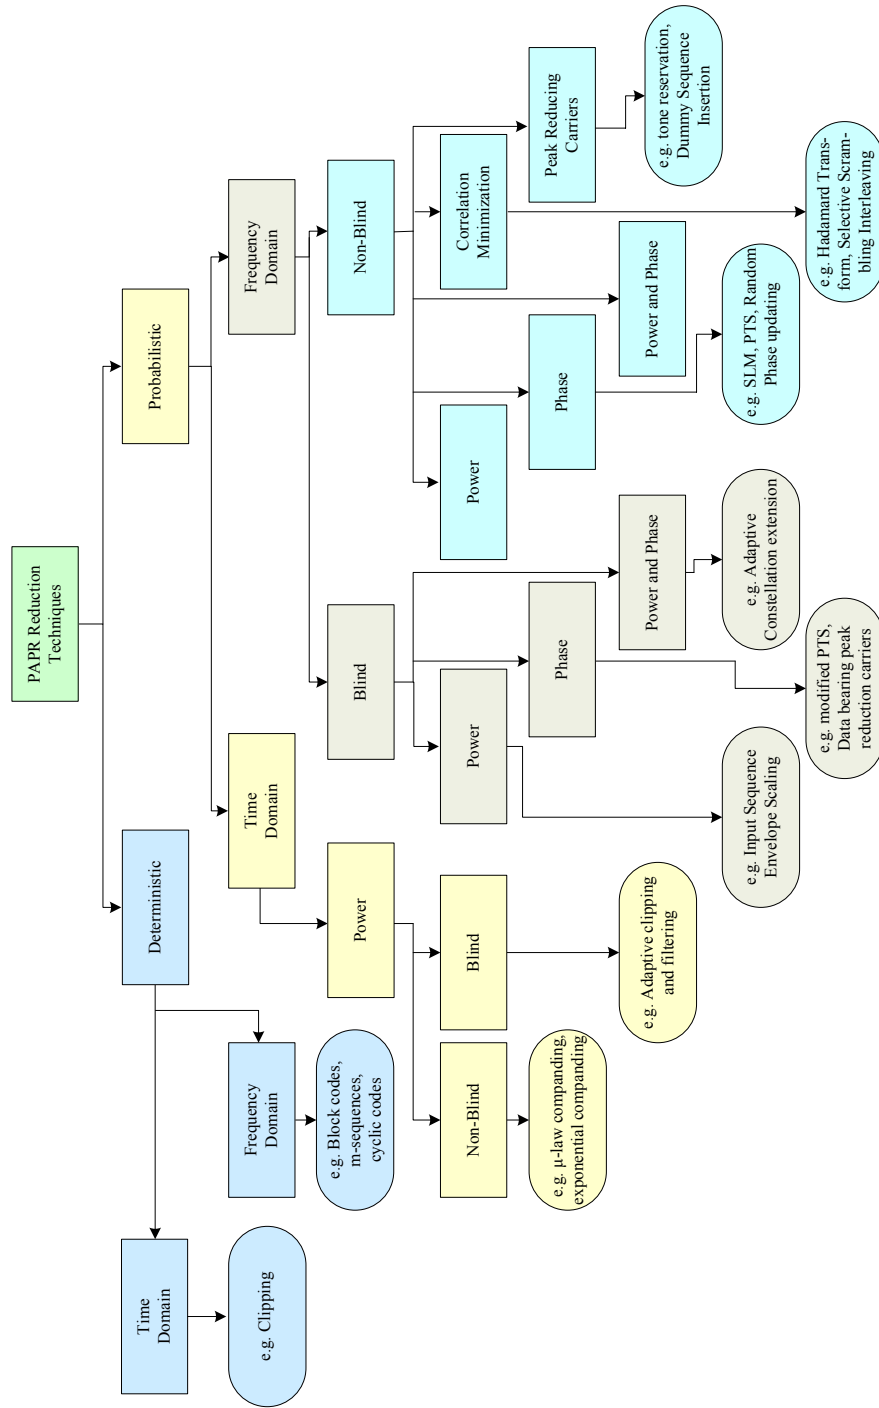 PAPR Reduction
Techniques
Deterministic
Probabilistic
Time
Domain
e.g. Clipping
Frequency
Domain
e.g. Block codes,
m-sequences,
cyclic codes
Time
Domain
Power
Non-Blind
e.g. μ-law companding,
exponential companding
Blind
e.g. Adaptive clipping
and filtering
Frequency
Domain
Blind
Power
e.g. Input Sequence
Envelope Scaling
Phase
e.g. modified PTS,
Data bearing peak
reduction carriers
Power and Phase
e.g. Adaptive
Constellation extension
Non-Blind
Power
Phase
e.g. SLM, PTS, Random
Phase updating
Power and Phase
Correlation
Minimization
e.g. Hadamard Trans-
form, Selective Scram-
bling Interleaving
Peak Reducing
Carriers
e.g. tone reservation,
Dummy Sequence
Insertion